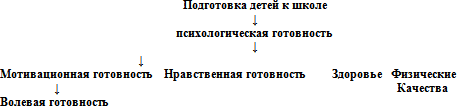 Подготовка детей к школе
↓
психологическая готовность
↓
↓
Мотивационная готовность Нравственная готовность Здоровье Физические
↓ Качества
Волевая готовность